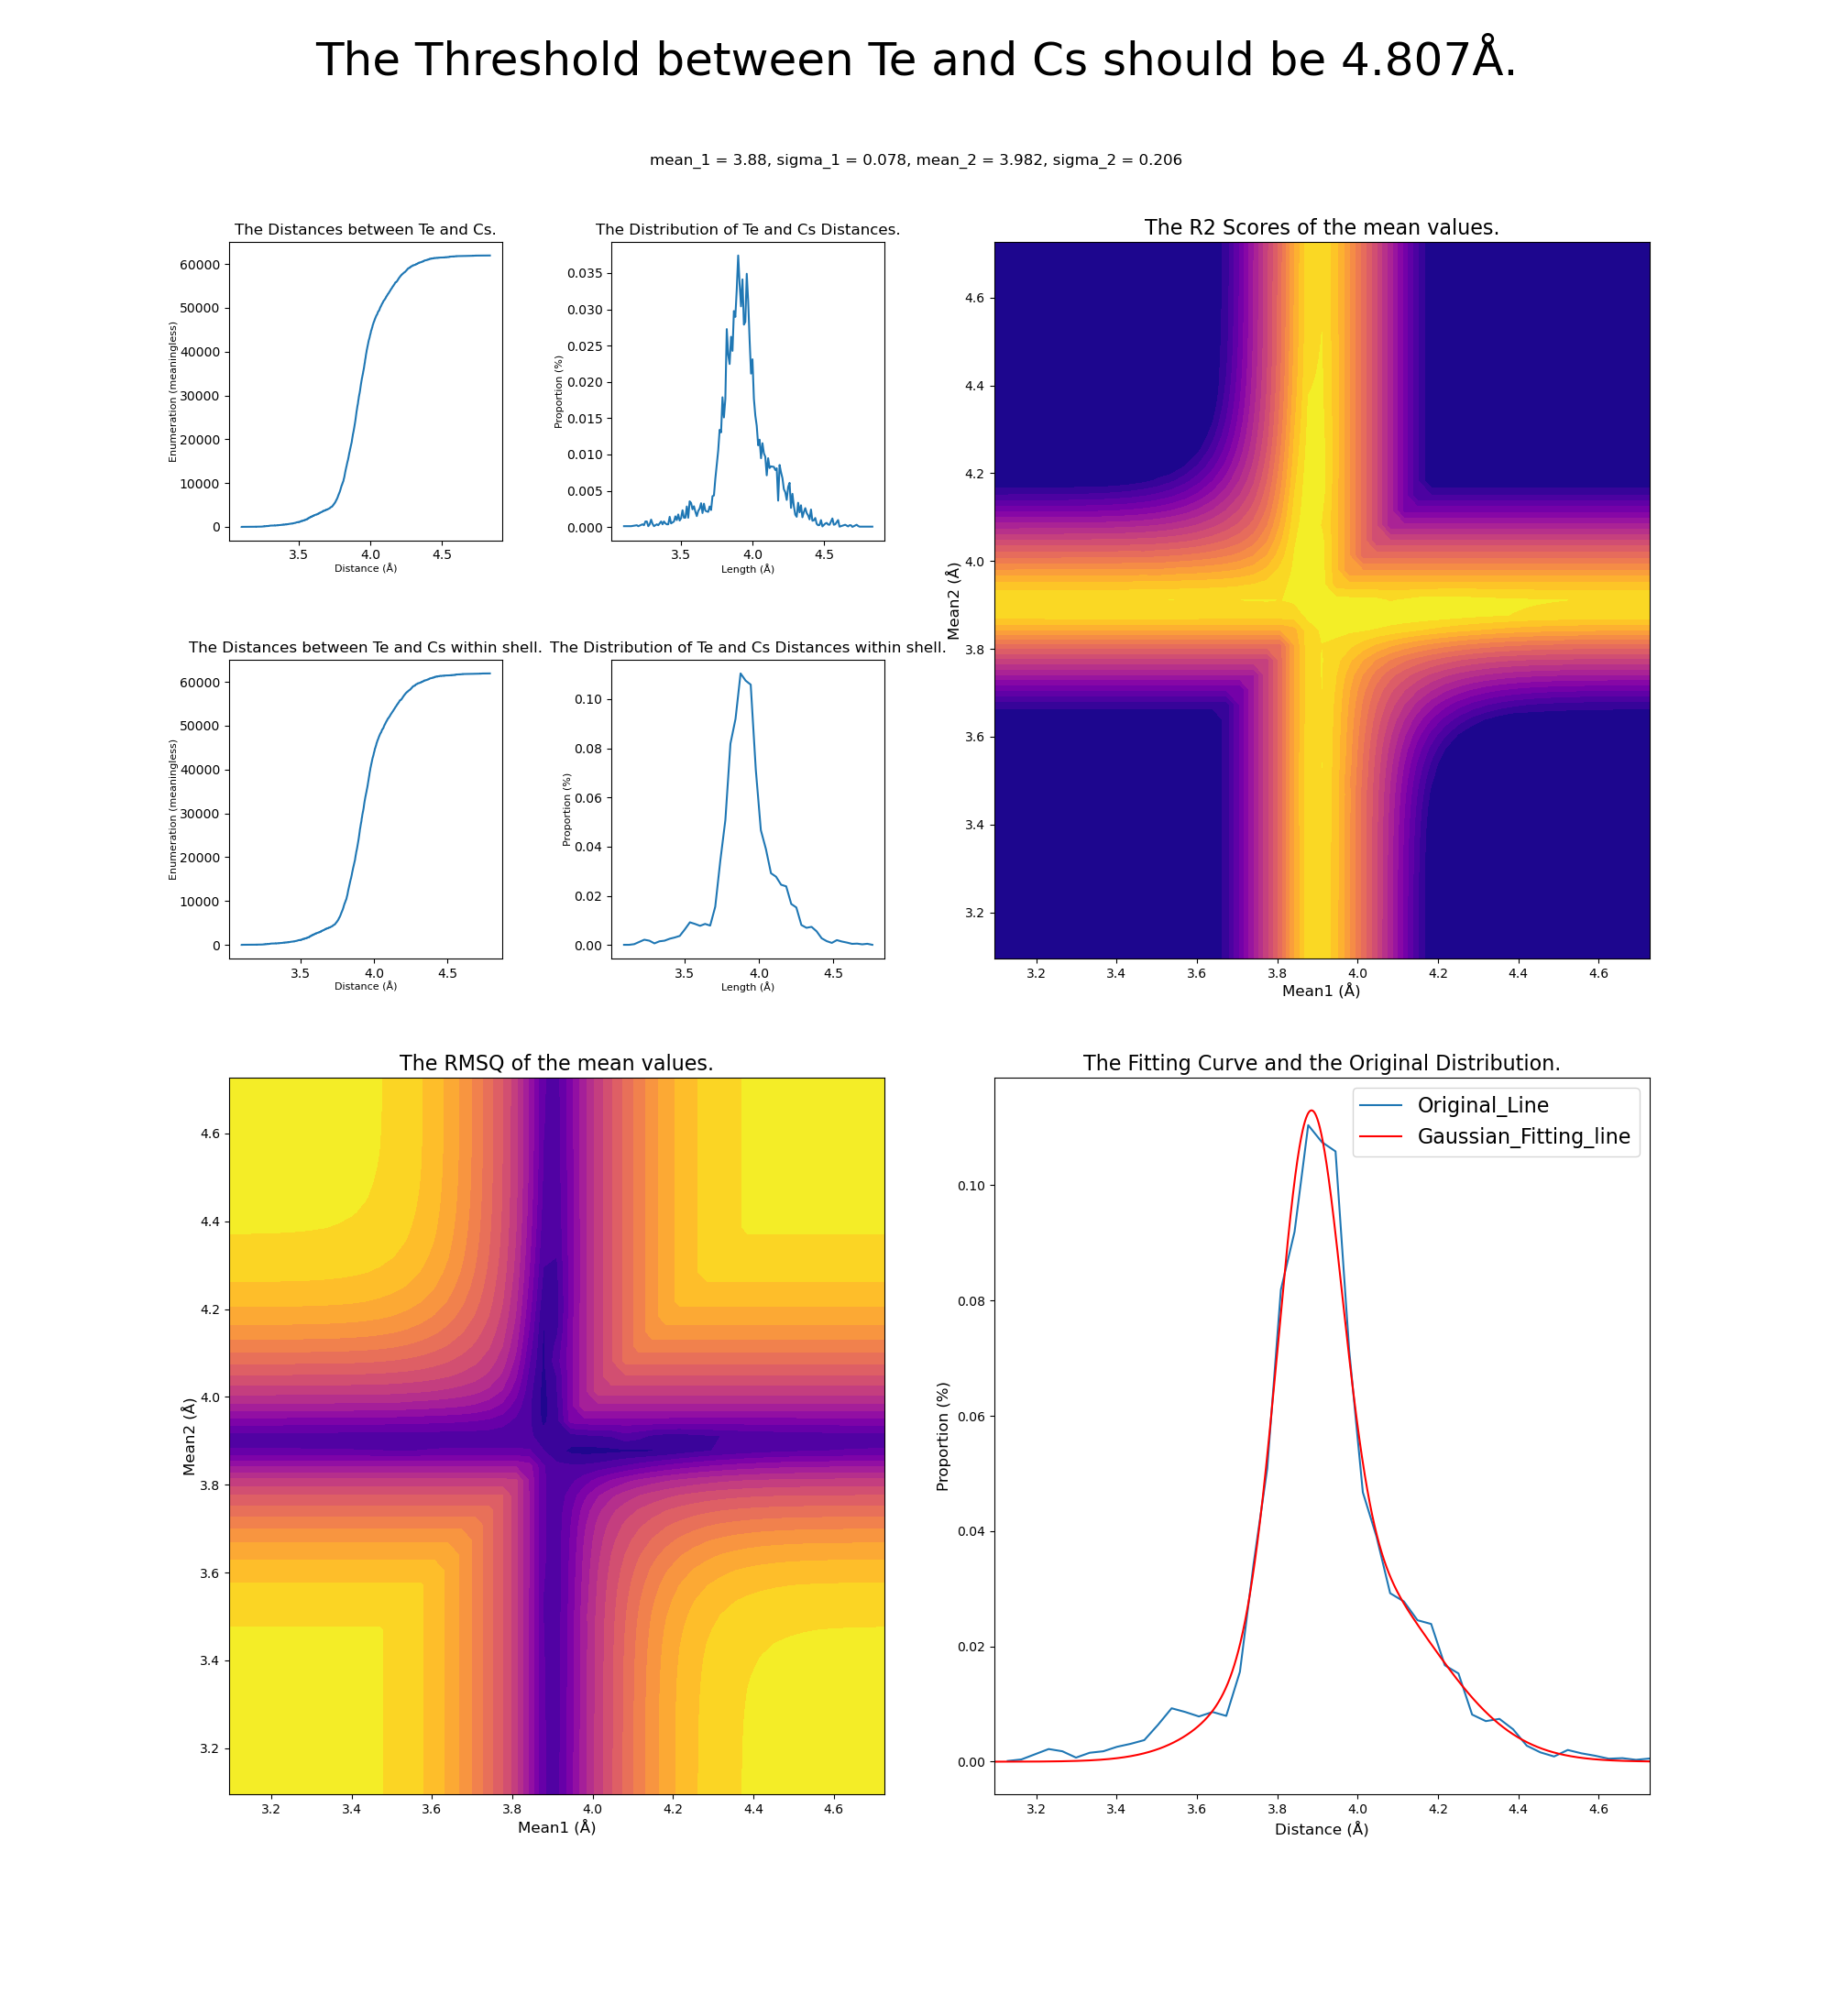 The Threshold between Te and Cs should be 4.807Å.
mean_1 = 3.88, sigma_1 = 0.078, mean_2 = 3.982, sigma_2 = 0.206
The Distances between Te and Cs.
60000
50000
40000
30000
20000
10000
0
Enumeration (meaningless)
3.5 4.0 4.5
Distance (Å)
The Distribution of Te and Cs Distances.
0.035
0.030
0.025
0.020
0.015
0.010
0.005
0.000
Proportion (%)
3.5 4.0 4.5
Length (Å)
The R2 Scores of the mean values.
4.6
4.4
4.2
4.0
3.8
3.6
3.4
3.2
Mean2 (Å)
3.2 3.4 3.6 3.8 4.0 4.2 4.4 4.6
Mean1 (Å)
The Distances between Te and Cs within shell.
60000
50000
40000
30000
20000
10000
0
Enumeration (meaningless)
3.5 4.0 4.5
Distance (Å)
The Distribution of Te and Cs Distances within shell.
0.10
0.08
0.06
0.04
0.02
0.00
Proportion (%)
3.5 4.0 4.5
Length (Å)
The RMSQ of the mean values.
4.6
4.4
4.2
4.0
3.8
3.6
3.4
3.2
Mean2 (Å)
3.2 3.4 3.6 3.8 4.0 4.2 4.4 4.6
Mean1 (Å)
The Fitting Curve and the Original Distribution.
Original_Line
Gaussian_Fitting_line
0.10
0.08
0.06
0.04
0.02
0.00
Proportion (%)
3.2 3.4 3.6 3.8 4.0 4.2 4.4 4.6
Distance (Å)